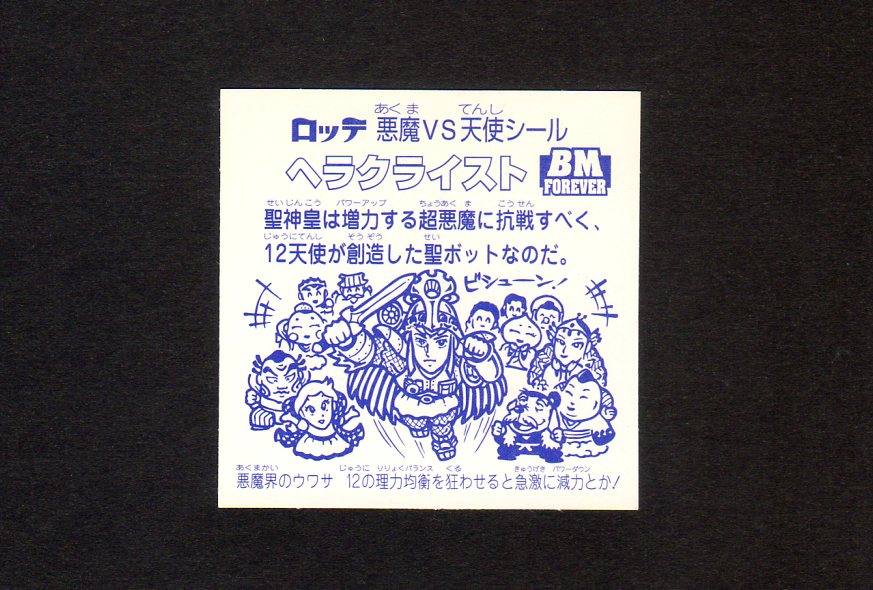 あくま てんし
ロッテ 悪魔VS天使シール
ヘラクライスト BM FOREVER
せいじんこう パワーアップ ちょうあくま こうせん
聖神皇は増力する超悪魔に抗戦すべく、
じゅうにてんし そうぞう せい
12天使が創造した聖ボットなのだ。
ビシューン!
あくまかい じゅうに りりょくバランス くる きゅうげき パワーダウン
悪魔界のウワサ 12の理力均衡を狂わせると急激に減力とか!